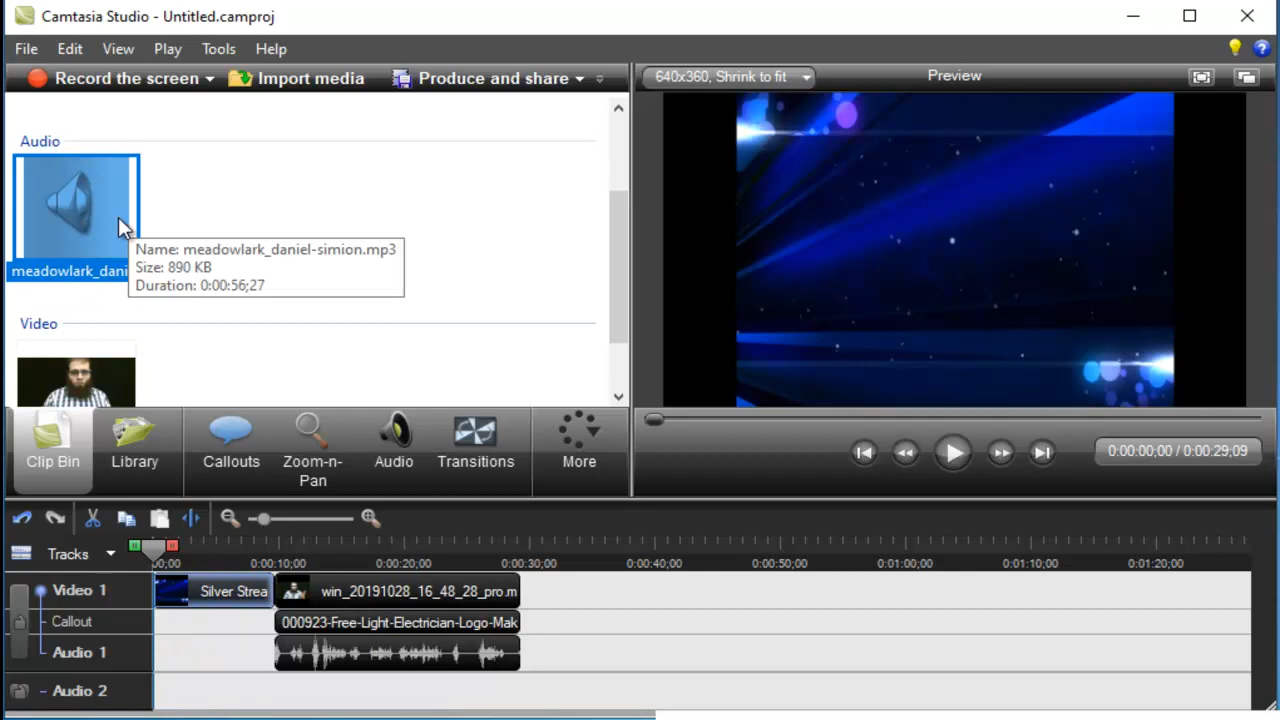 Camtasia Studio - Untitled.camproj
File Edit View Play Tools Help
Record the screen Import media Produce and share
640x360, Shrink to fit Preview
Audio
Name: meadowlark_daniel-simion.mp3
meadowlark_dani Size: 890 KB
Duration: 0:00:56;27
Video
Clip Bin Library Callouts Zoom-n-Pan Audio Transitions More
0:00:00;00 / 0:00:29;09
Tracks
00;00 0:00:10;00 0:00:20;00 0:00:30;00 0:00:40;00 0:00:50;00 0:01:00;00 0:01:10;00 0:01:20;00
Video 1 Silver Strea win_20191028_16_48_28_pro.m
Callout 000923-Free-Light-Electrician-Logo-Mak
Audio 1
Audio 2